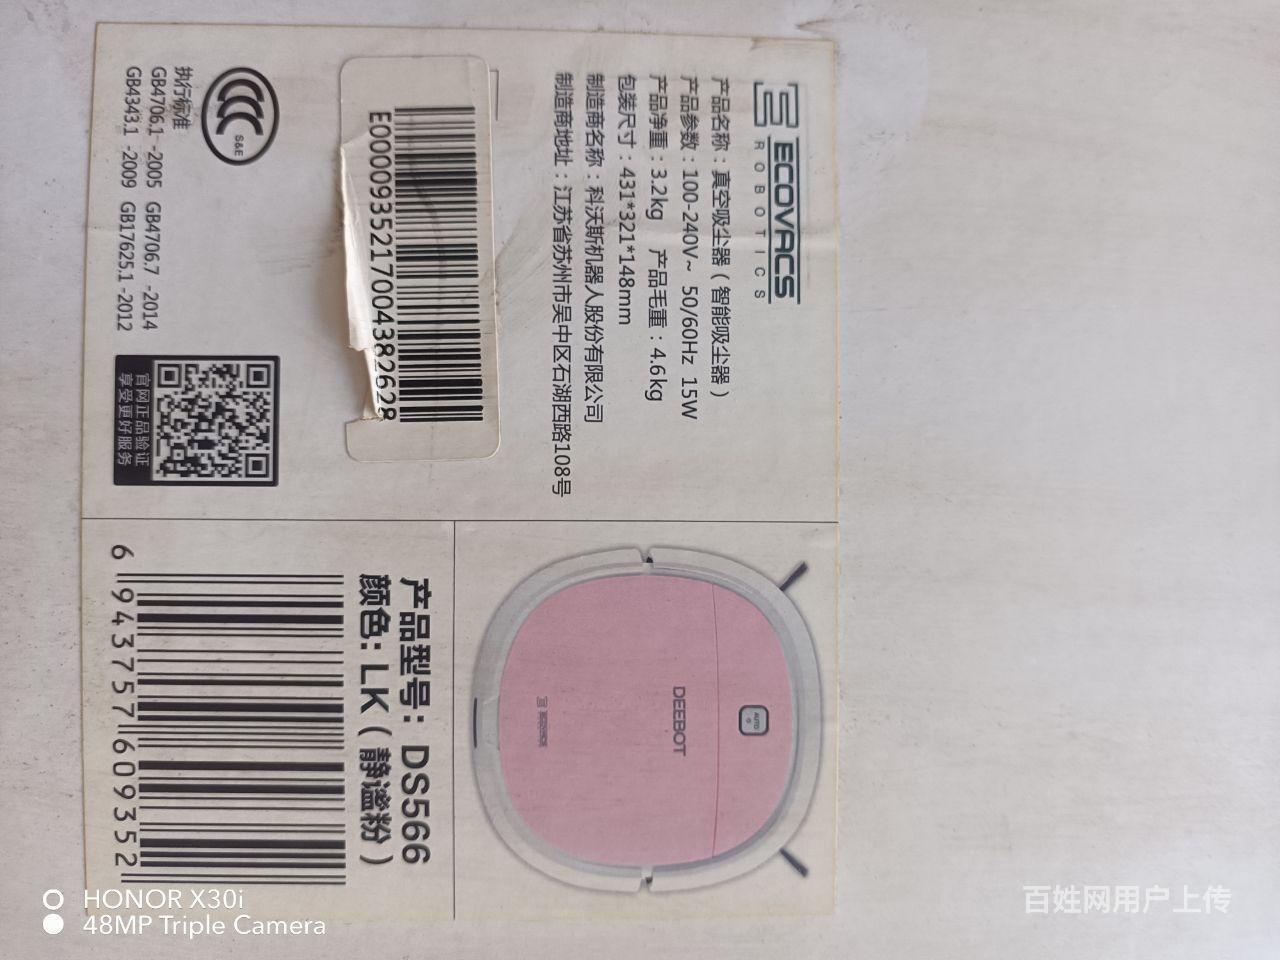 ECOVACS
ROBOTICS
产品名称：真空吸尘器（智能吸尘器）
产品参数：100-240V~ 50/60Hz 15W
产品净重：3.2kg 产品毛重：4.6kg
包装尺寸：431*321*148mm
制造商名称：科沃斯机器人股份有限公司
制造商地址：江苏省苏州市吴中区石湖西路108号
E0000935217004382628
S&E
执行标准
GB4706.1 -2005 GB4706.7 -2014
GB4343.1 -2009 GB17625.1 -2012
官网正品验证
享受更好服务
AUTO
DEEBOT
产品型号：DS566
颜色：LK（静谧粉）
6 943757 609352
HONOR X30i
48MP Triple Camera
百姓网用户上传